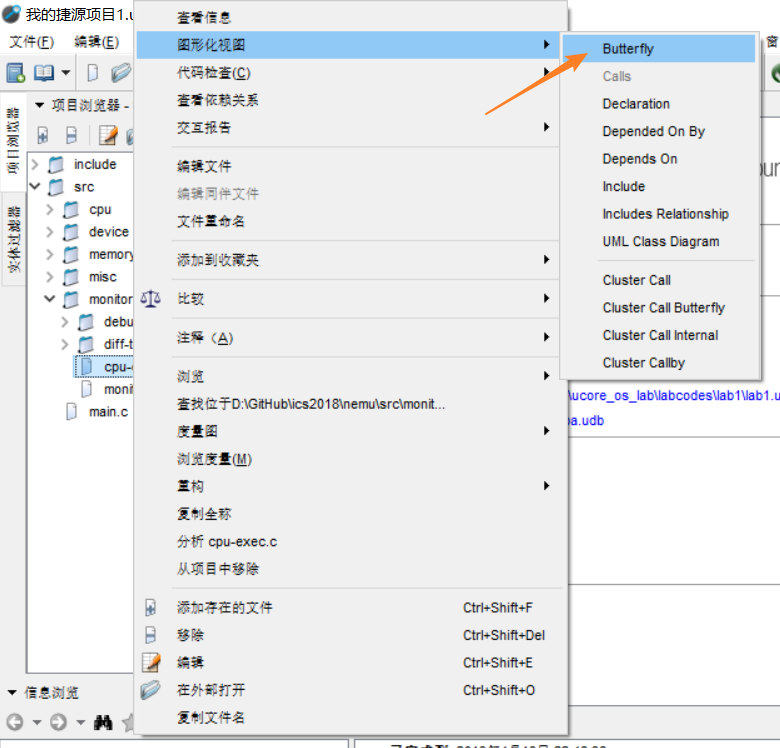 我的捷源项目1.u
文件(F) 编辑(E)
项目浏览器 -
项目浏览器
实体过滤器
include
src
cpu
device
memory
misc
monitor
debu
diff-t
cpu-
monit
main.c
信息浏览
查看信息
图形化视图
代码检查(C)
查看依赖关系
交互报告
编辑文件
编辑同伴文件
文件重命名
添加到收藏夹
比较
注释 (A)
浏览
查找位于D:\GitHub\ics2018\nemu\src\monit...
度量图
浏览度量(M)
重构
复制全称
分析 cpu-exec.c
从项目中移除
添加存在的文件 Ctrl+Shift+F
移除 Ctrl+Shift+Del
编辑 Ctrl+Shift+E
在外部打开 Ctrl+Shift+O
复制文件名
Butterfly
Calls
Declaration
Depended On By
Depends On
Include
Includes Relationship
UML Class Diagram
Cluster Call
Cluster Call Butterfly
Cluster Call Internal
Cluster Callby
窗
our
\ucore_os_lab\labcodes\lab1\lab1.u
oa.udb